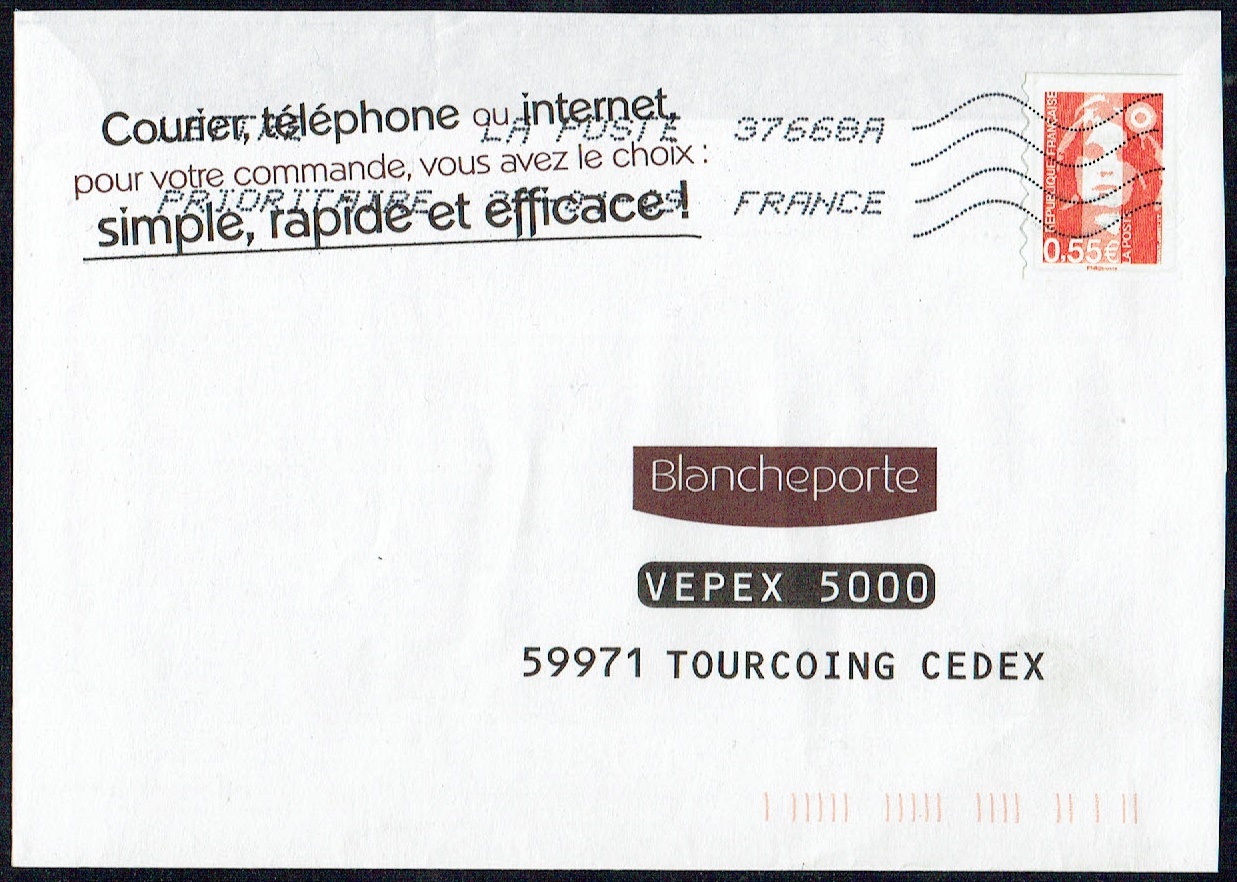 Courier, téléphone ou internet,
LA POSTE 37668A
pour votre commande, vous avez le choix :
PRIORITAIRE
FRANCE
simple, rapide et efficace !
RÉPUBLIQUE FRANÇAISE
0,55€
LA POSTE
Blancheporte
VEPEX 5000
59971 TOURCOING CEDEX